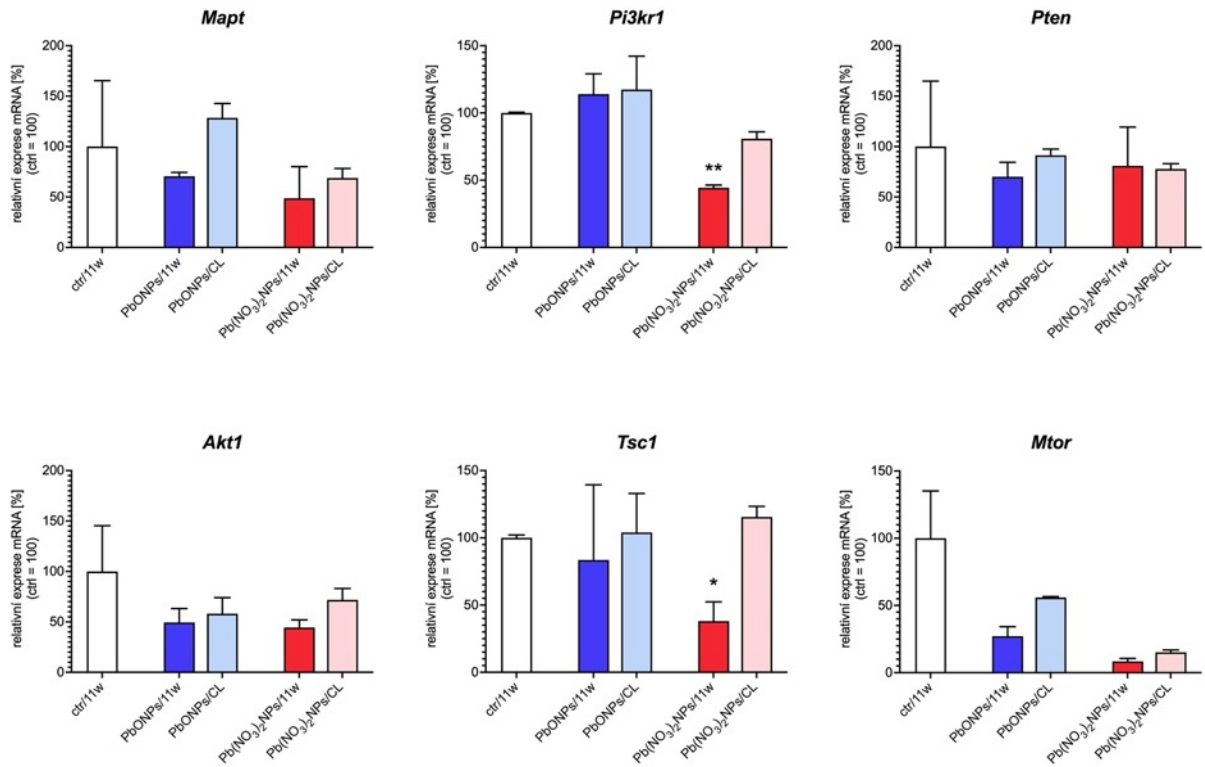 Mapt
relativní exprese mRNA [%]
(ctrl = 100)
200
150
100
50
0
ctr/11w
PbONPs/11w
PbONPs/CL
Pb(NO₃)₂NPs/11w
Pb(NO₃)₂NPs/CL
Pi3kr1
relativní exprese mRNA [%]
(ctrl = 100)
150
100
50
0
**
ctr/11w
PbONPs/11w
PbONPs/CL
Pb(NO₃)₂NPs/11w
Pb(NO₃)₂NPs/CL
Pten
relativní exprese mRNA [%]
(ctrl = 100)
200
150
100
50
0
ctr/11w
PbONPs/11w
PbONPs/CL
Pb(NO₃)₂NPs/11w
Pb(NO₃)₂NPs/CL
Akt1
relativní exprese mRNA [%]
(ctrl = 100)
200
150
100
50
0
ctr/11w
PbONPs/11w
PbONPs/CL
Pb(NO₃)₂NPs/11w
Pb(NO₃)₂NPs/CL
Tsc1
relativní exprese mRNA [%]
(ctrl = 100)
150
100
50
0
*
ctr/11w
PbONPs/11w
PbONPs/CL
Pb(NO₃)₂NPs/11w
Pb(NO₃)₂NPs/CL
Mtor
relativní exprese mRNA [%]
(ctrl = 100)
150
100
50
0
ctr/11w
PbONPs/11w
PbONPs/CL
Pb(NO₃)₂NPs/11w
Pb(NO₃)₂NPs/CL